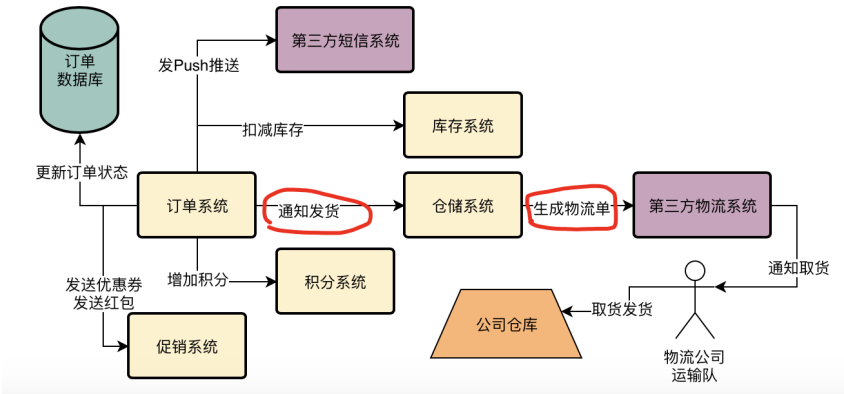 订单
数据库
发Push推送
第三方短信系统
扣减库存
库存系统
更新订单状态
订单系统
通知发货
仓储系统
生成物流单
第三方物流系统
发送优惠券
发送红包
增加积分
积分系统
通知取货
促销系统
公司仓库
取货发货
物流公司
运输队